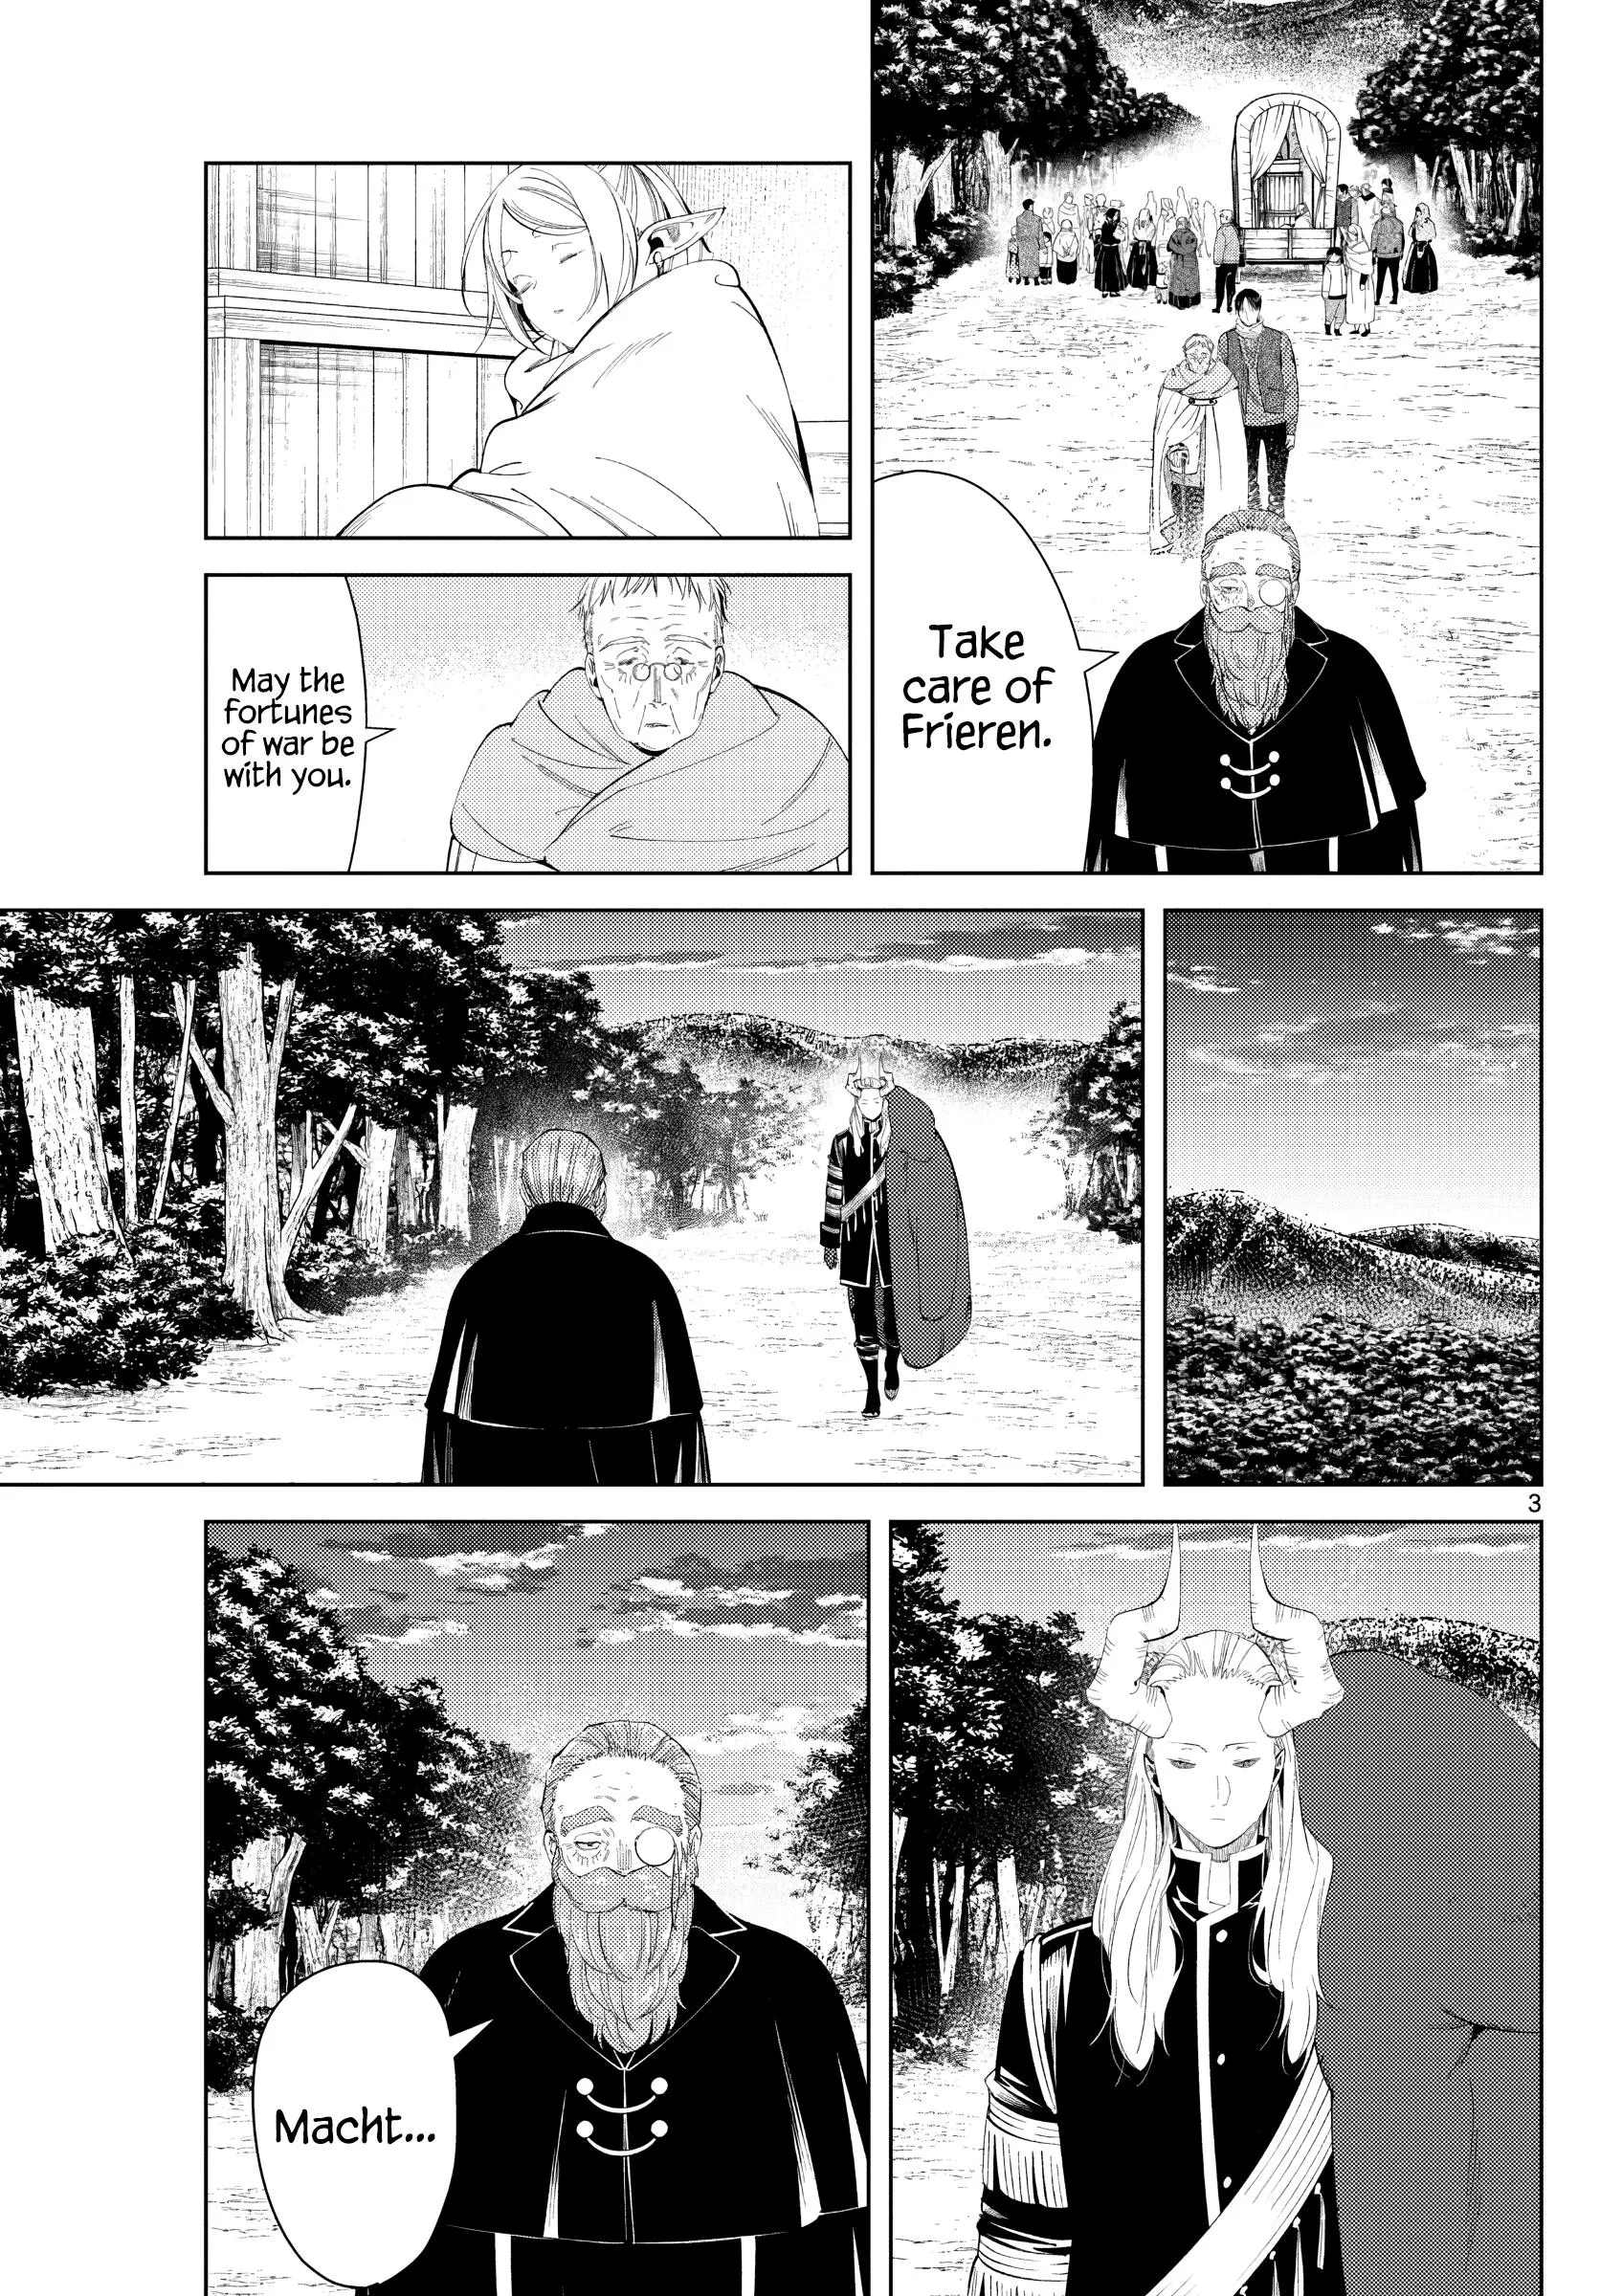 Take
care of
Frieren.
May the
fortunes
of war be
with you.
3
Macht...